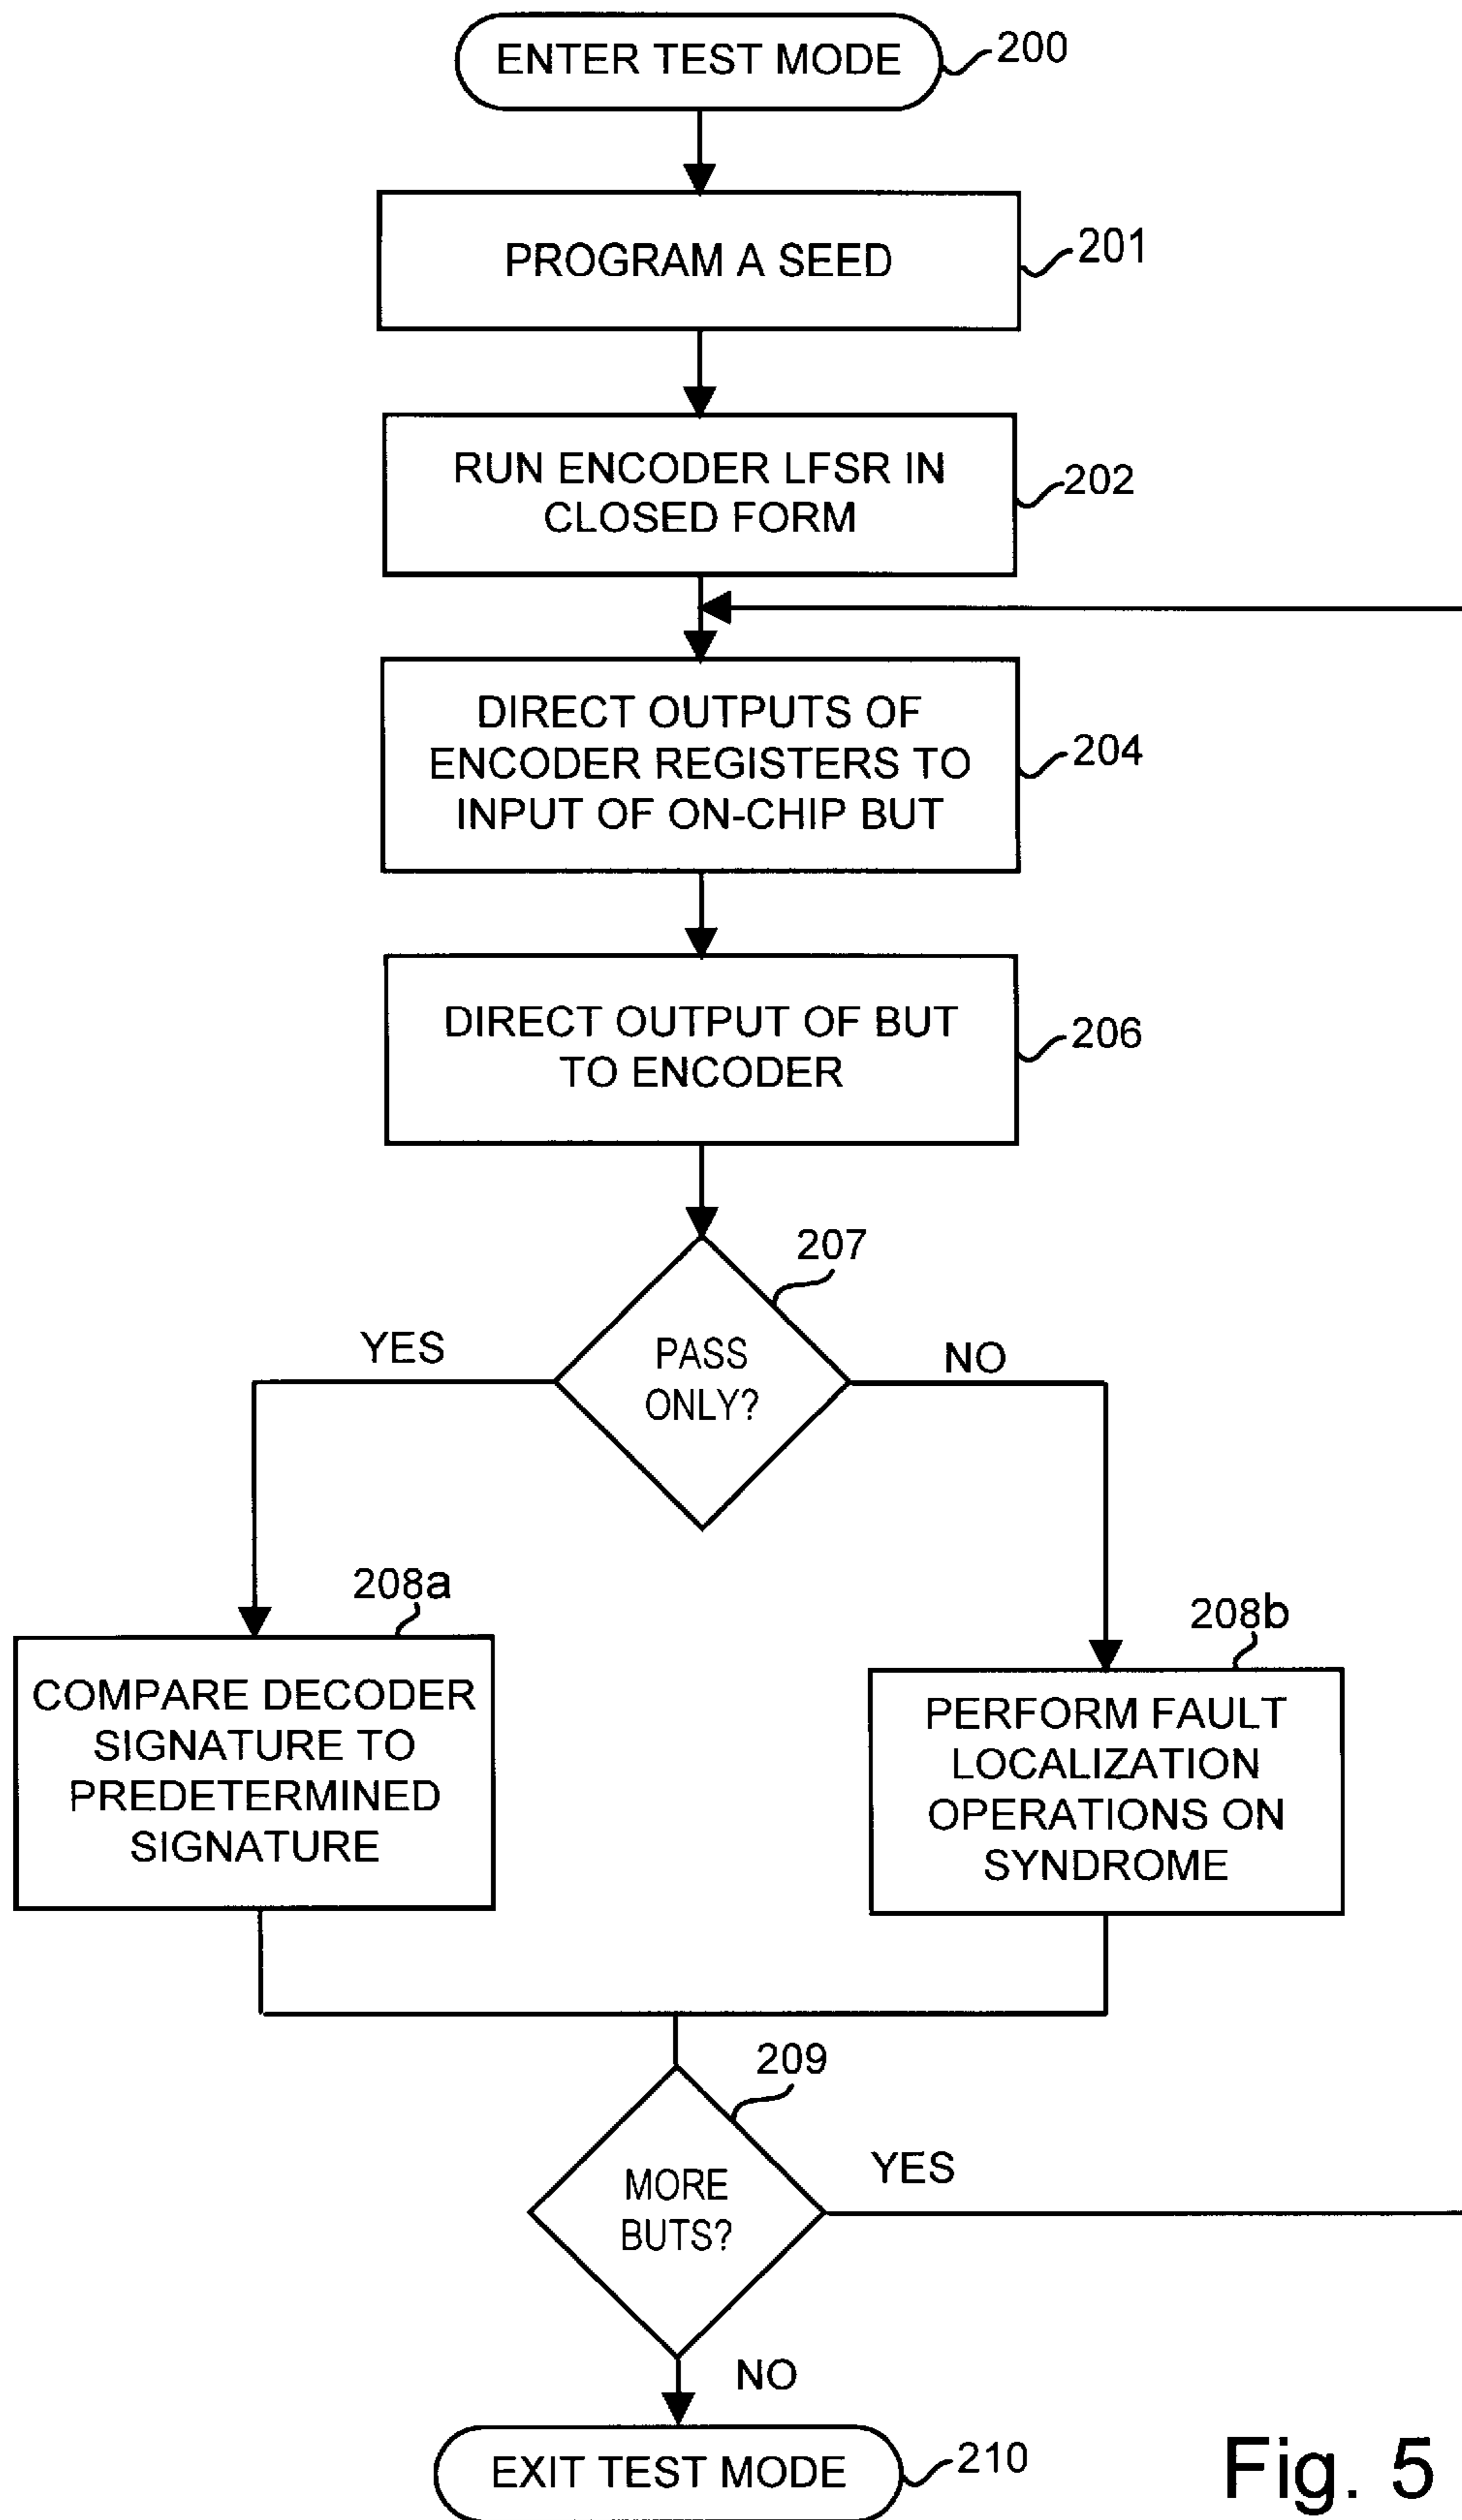 ENTER TEST MODE
200
PROGRAM A SEED
201
RUN ENCODER LFSR IN
CLOSED FORM
202
DIRECT OUTPUTS OF
ENCODER REGISTERS TO
INPUT OF ON-CHIP BUT
204
DIRECT OUTPUT OF BUT
TO ENCODER
206
207
PASS
ONLY?
YES
NO
208a
COMPARE DECODER
SIGNATURE TO
PREDETERMINED
SIGNATURE
208b
PERFORM FAULT
LOCALIZATION
OPERATIONS ON
SYNDROME
209
MORE
BUTS?
YES
NO
EXIT TEST MODE
210
Fig. 5